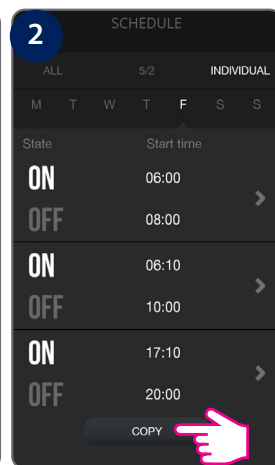 2
SCHEDULE
ALL 5/2 INDIVIDUAL
M T W T F S S
State Start time
ON 06:00
OFF 08:00
ON 06:10
OFF 10:00
ON 17:10
OFF 20:00
COPY